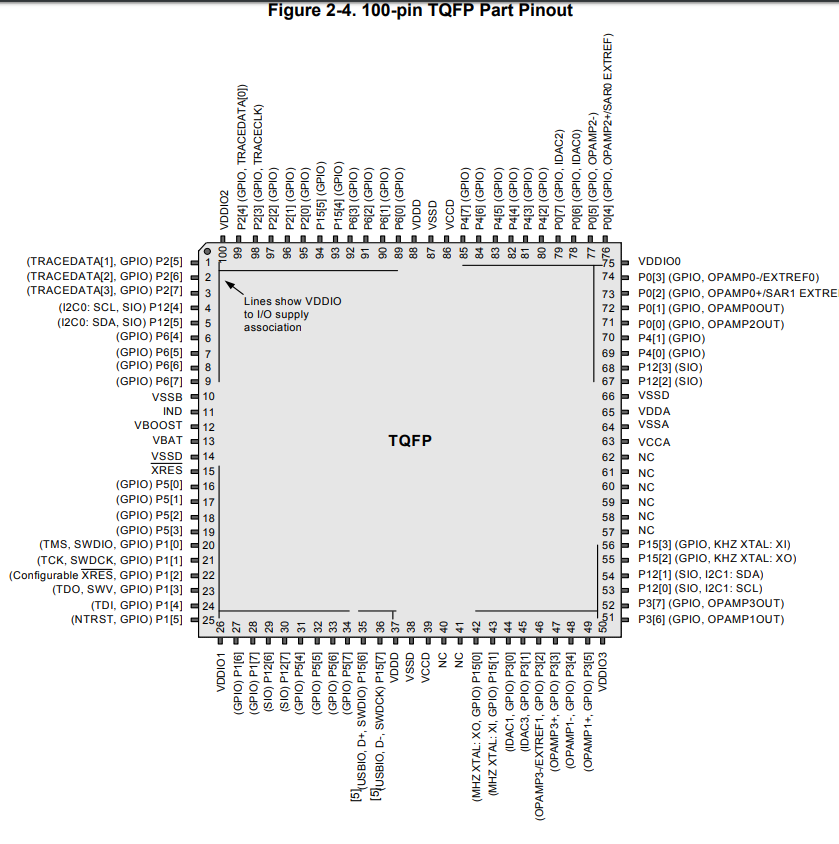 Figure 2-4. 100-pin TQFP Part Pinout
VDDIO2
P2[4] (GPIO, TRACEDATA[0])
P2[3] (GPIO, TRACECLK)
P2[2] (GPIO)
P2[1] (GPIO)
P2[0] (GPIO)
P15[5] (GPIO)
P15[4] (GPIO)
P6[3] (GPIO)
P6[2] (GPIO)
P6[1] (GPIO)
P6[0] (GPIO)
VDDD
VSSD
VCCD
P4[7] (GPIO)
P4[6] (GPIO)
P4[5] (GPIO)
P4[4] (GPIO)
P4[3] (GPIO)
P4[2] (GPIO)
P0[7] (GPIO, IDAC2)
P0[6] (GPIO, IDAC0)
P0[5] (GPIO, OPAMP2-)
P0[4] (GPIO, OPAMP2+/SAR0 EXTREF)
100
99
98
97
96
95
94
93
92
91
90
89
88
87
86
85
84
83
82
81
80
79
78
77
76
(TRACEDATA[1], GPIO) P2[5] 1
(TRACEDATA[2], GPIO) P2[6] 2
(TRACEDATA[3], GPIO) P2[7] 3
(I2C0: SCL, SIO) P12[4] 4
(I2C0: SDA, SIO) P12[5] 5
(GPIO) P6[4] 6
(GPIO) P6[5] 7
(GPIO) P6[6] 8
(GPIO) P6[7] 9
VSSB 10
IND 11
VBOOST 12
VBAT 13
VSSD 14
XRES 15
(GPIO) P5[0] 16
(GPIO) P5[1] 17
(GPIO) P5[2] 18
(GPIO) P5[3] 19
(TMS, SWDIO, GPIO) P1[0] 20
(TCK, SWDCK, GPIO) P1[1] 21
(Configurable XRES, GPIO) P1[2] 22
(TDO, SWV, GPIO) P1[3] 23
(TDI, GPIO) P1[4] 24
(NTRST, GPIO) P1[5] 25
Lines show VDDIO
to I/O supply
association
TQFP
75 VDDIO0
74 P0[3] (GPIO, OPAMP0-/EXTREF0)
73 P0[2] (GPIO, OPAMP0+/SAR1 EXTRE
72 P0[1] (GPIO, OPAMP0OUT)
71 P0[0] (GPIO, OPAMP2OUT)
70 P4[1] (GPIO)
69 P4[0] (GPIO)
68 P12[3] (SIO)
67 P12[2] (SIO)
66 VSSD
65 VDDA
64 VSSA
63 VCCA
62 NC
61 NC
60 NC
59 NC
58 NC
57 NC
56 P15[3] (GPIO, KHZ XTAL: XI)
55 P15[2] (GPIO, KHZ XTAL: XO)
54 P12[1] (SIO, I2C1: SDA)
53 P12[0] (SIO, I2C1: SCL)
52 P3[7] (GPIO, OPAMP3OUT)
51 P3[6] (GPIO, OPAMP1OUT)
26
27
28
29
30
31
32
33
34
35
36
37
38
39
40
41
42
43
44
45
46
47
48
49
50
VDDIO1
(GPIO) P1[6]
(GPIO) P1[7]
(SIO) P12[6]
(SIO) P12[7]
(GPIO) P5[4]
(GPIO) P5[5]
(GPIO) P5[6]
(GPIO) P5[7]
[5](USBIO, D+, SWDIO) P15[6]
[5](USBIO, D-, SWDCK) P15[7]
VDDD
VSSD
VCCD
NC
NC
(MHZ XTAL: XO, GPIO) P15[0]
(MHZ XTAL: XI, GPIO) P15[1]
(IDAC1, GPIO) P3[0]
(IDAC3, GPIO) P3[1]
(OPAMP3-/EXTREF1, GPIO) P3[2]
(OPAMP3+, GPIO) P3[3]
(OPAMP1-, GPIO) P3[4]
(OPAMP1+, GPIO) P3[5]
VDDIO3